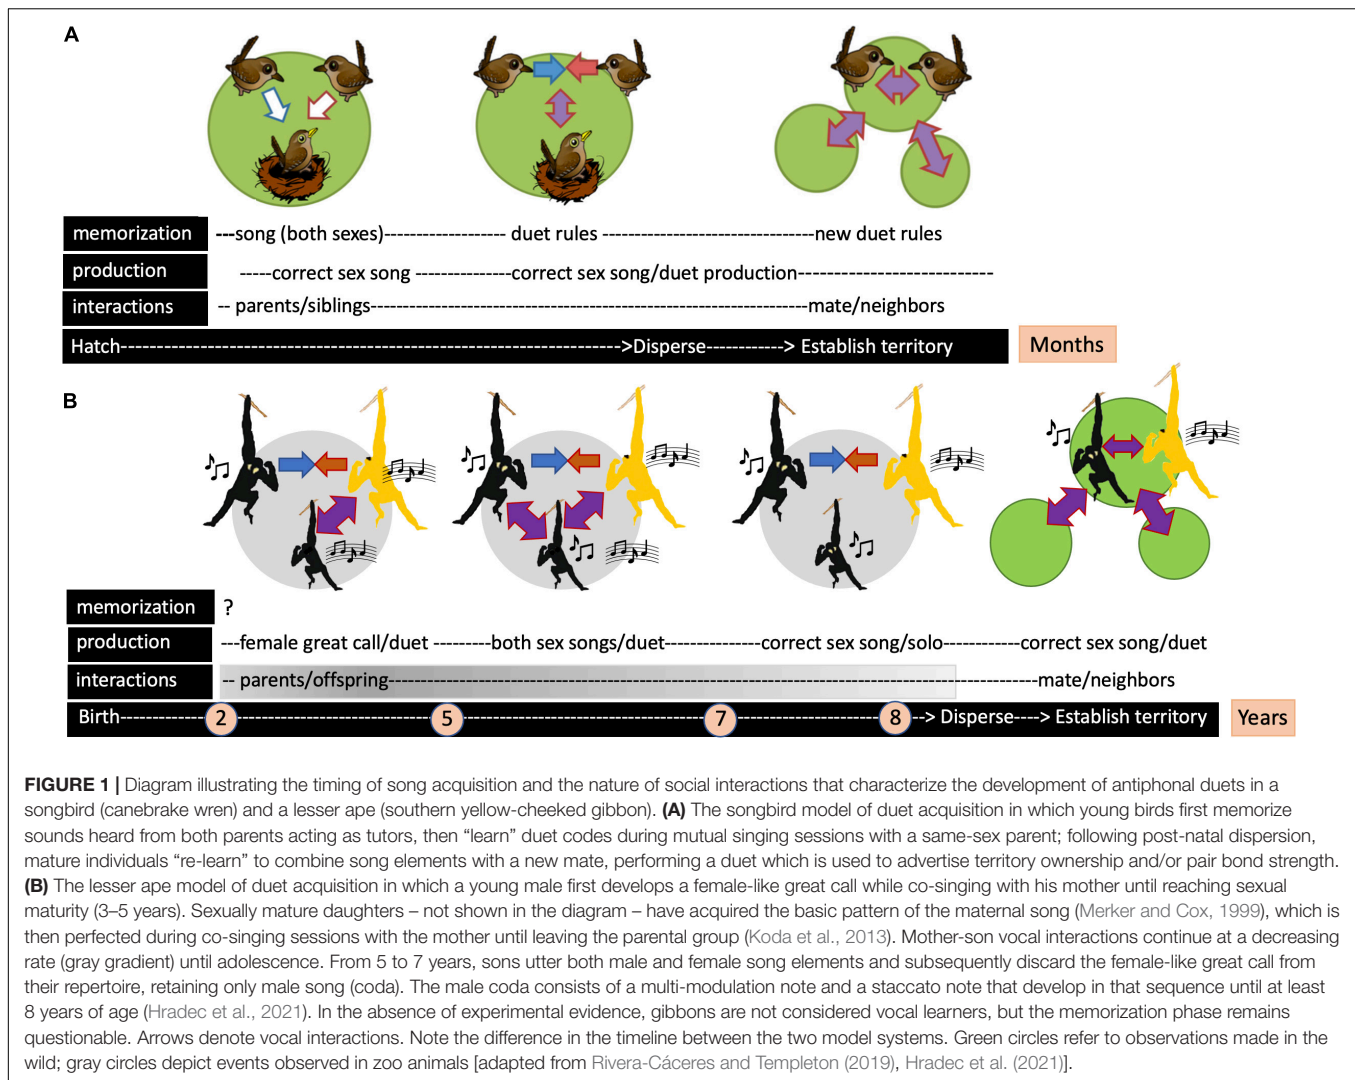 A
memorization ---song (both sexes)------------------- duet rules --------------------------new duet rules
production -----correct sex song ---------------correct sex song/duet production------------------------
interactions -- parents/siblings------------------------------------------------------mate/neighbors
Hatch--------------------------------------------------------------->Disperse------------> Establish territory Months
B
memorization ?
production ---female great call/duet ---------both sex songs/duet---------------correct sex song/solo------------correct sex song/duet
interactions -- parents/offspring--------------------------------------------------------------------------------mate/neighbors
Birth--------------2----------------------------5----------------------------------7----------------------8--> Disperse----> Establish territory Years
FIGURE 1 | Diagram illustrating the timing of song acquisition and the nature of social interactions that characterize the development of antiphonal duets in a
songbird (canebrake wren) and a lesser ape (southern yellow-cheeked gibbon). (A) The songbird model of duet acquisition in which young birds first memorize
sounds heard from both parents acting as tutors, then “learn” duet codes during mutual singing sessions with a same-sex parent; following post-natal dispersion,
mature individuals “re-learn” to combine song elements with a new mate, performing a duet which is used to advertise territory ownership and/or pair bond strength.
(B) The lesser ape model of duet acquisition in which a young male first develops a female-like great call while co-singing with his mother until reaching sexual
maturity (3–5 years). Sexually mature daughters – not shown in the diagram – have acquired the basic pattern of the maternal song (Merker and Cox, 1999), which is
then perfected during co-singing sessions with the mother until leaving the parental group (Koda et al., 2013). Mother-son vocal interactions continue at a decreasing
rate (gray gradient) until adolescence. From 5 to 7 years, sons utter both male and female song elements and subsequently discard the female-like great call from
their repertoire, retaining only male song (coda). The male coda consists of a multi-modulation note and a staccato note that develop in that sequence until at least
8 years of age (Hradec et al., 2021). In the absence of experimental evidence, gibbons are not considered vocal learners, but the memorization phase remains
questionable. Arrows denote vocal interactions. Note the difference in the timeline between the two model systems. Green circles refer to observations made in the
wild; gray circles depict events observed in zoo animals [adapted from Rivera-Cáceres and Templeton (2019), Hradec et al. (2021)].